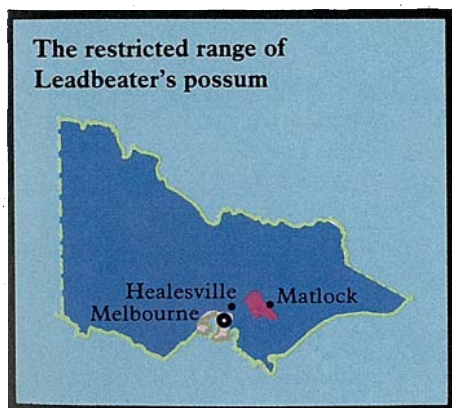 The restricted range of
Leadbeater's possum
Healesville
Matlock
Melbourne